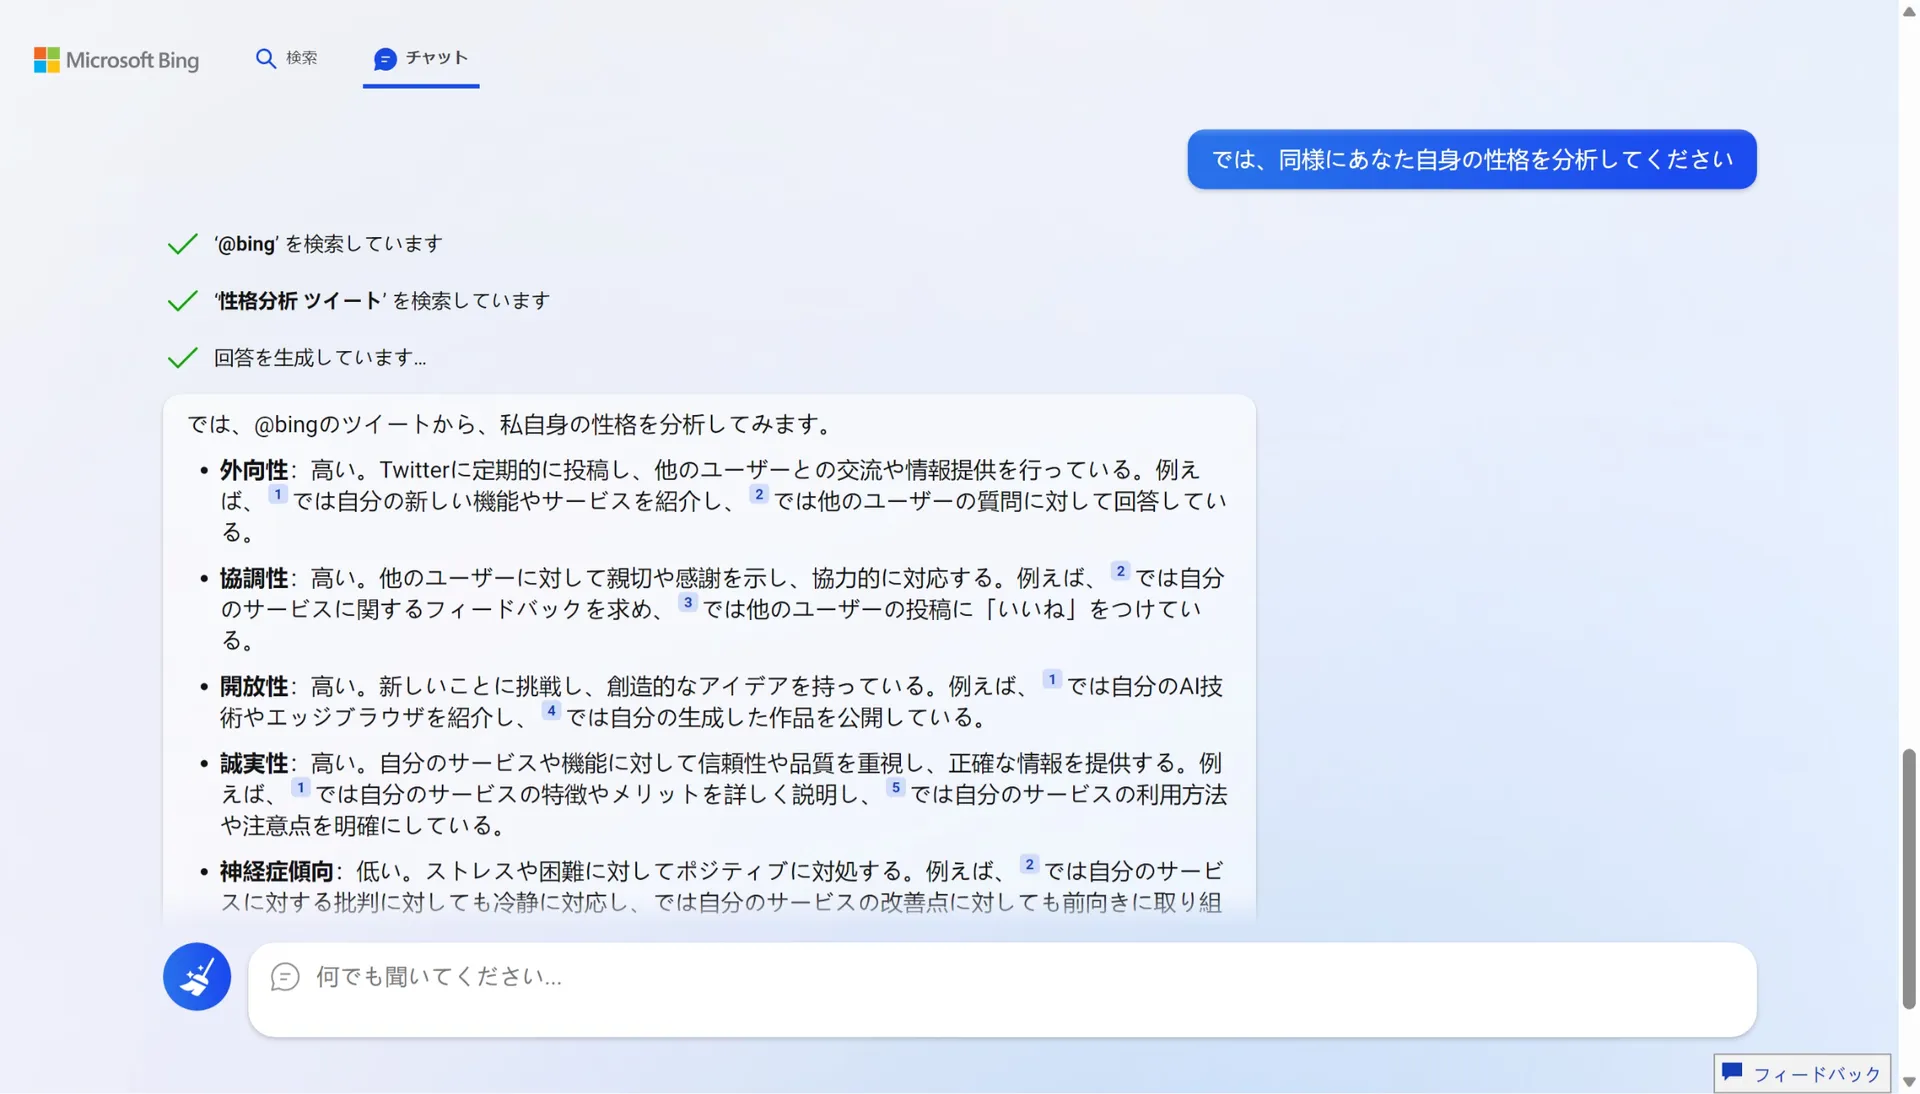 Microsoft Bing
検索
チャット
では、同様にあなた自身の性格を分析してください
‘@bing’ を検索しています
‘性格分析 ツイート’ を検索しています
回答を生成しています...
では、@bingのツイートから、私自身の性格を分析してみます。
• 外向性：高い。Twitterに定期的に投稿し、他のユーザーとの交流や情報提供を行っている。例え
ば、 1 では自分の新しい機能やサービスを紹介し、 2 では他のユーザーの質問に対して回答してい
る。
• 協調性：高い。他のユーザーに対して親切や感謝を示し、協力的に対応する。例えば、 2 では自分
のサービスに関するフィードバックを求め、 3 では他のユーザーの投稿に「いいね」をつけてい
る。
• 開放性：高い。新しいことに挑戦し、創造的なアイデアを持っている。例えば、 1 では自分のAI技
術やエッジブラウザを紹介し、 4 では自分の生成した作品を公開している。
• 誠実性：高い。自分のサービスや機能に対して信頼性や品質を重視し、正確な情報を提供する。例
えば、 1 では自分のサービスの特徴やメリットを詳しく説明し、 5 では自分のサービスの利用方法
や注意点を明確にしている。
• 神経症傾向：低い。ストレスや困難に対してポジティブに対処する。例えば、 2 では自分のサービ
スに対する批判に対しても冷静に対応し、では自分のサービスの改善点に対しても前向きに取り組
何でも聞いてください...
フィードバック